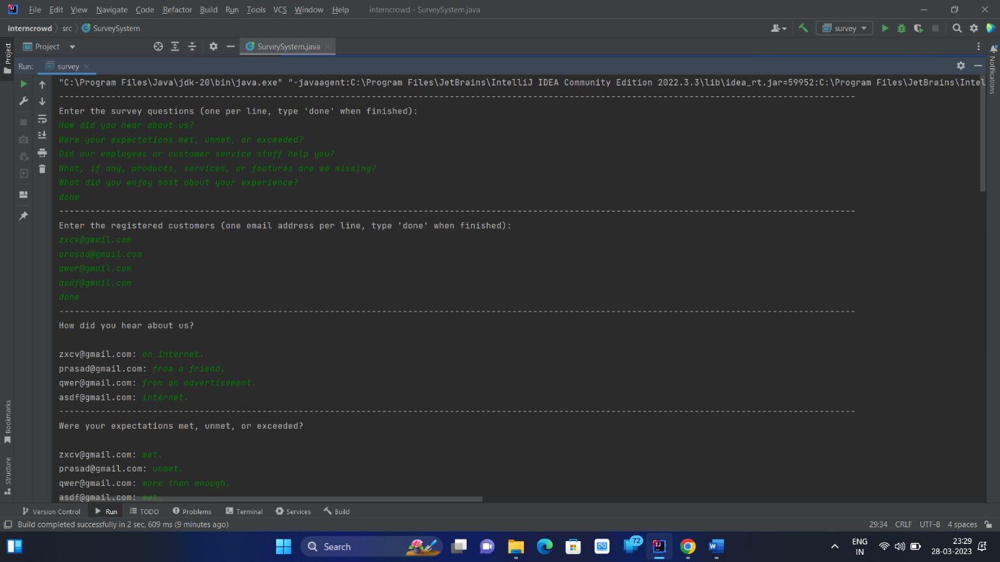 File Edit View Navigate Code Refactor Build Run Tools VCS Window Help interncrowd - SurveySystem.java
interncrowd src SurveySystem survey
Project SurveySystem.java
Run: survey
"C:\Program Files\Java\jdk-20\bin\java.exe" "-javaagent:C:\Program Files\JetBrains\IntelliJ IDEA Community Edition 2022.3.3\lib\idea_rt.jar=59952:C:\Program Files\JetBrains\Intel
Enter the survey questions (one per line, type 'done' when finished):
How did you hear about us?
Were your expectations met, unmet, or exceeded?
Did our employees or customer service staff help you?
What, if any, products, services, or features are we missing?
What did you enjoy most about your experience?
done
Enter the registered customers (one email address per line, type 'done' when finished):
zxcv@gmail.com
prasad@gmail.com
qwer@gmail.com
asdf@gmail.com
done
How did you hear about us?
zxcv@gmail.com: on internet.
prasad@gmail.com: from a friend.
qwer@gmail.com: from an advertisement.
asdf@gmail.com: internet.
Were your expectations met, unmet, or exceeded?
zxcv@gmail.com: met.
prasad@gmail.com: unmet.
qwer@gmail.com: more than enough.
asdf@gmail.com: met.
Project
Bookmarks
Structure
Notifications
Version Control Run TODO Problems Terminal Services Build
Build completed successfully in 2 sec, 609 ms (9 minutes ago) 29:34 CRLF UTF-8 4 spaces
Search 72 ENG IN 23:29
28-03-2023